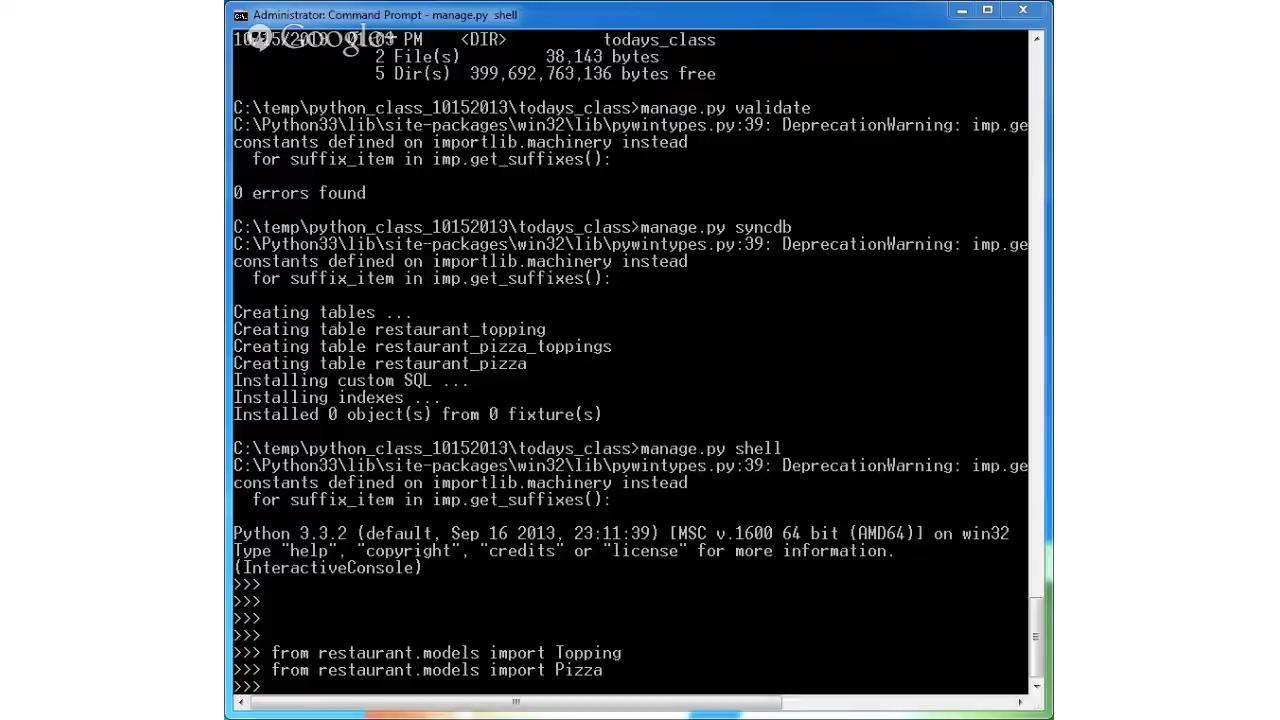 Administrator: Command Prompt - manage.py shell
Google+
PM <DIR> todays_class
2 File(s) 38,143 bytes
5 Dir(s) 399,692,763,136 bytes free
C:\temp\python_class_10152013\todays_class>manage.py validate
C:\Python33\lib\site-packages\win32\lib\pywintypes.py:39: DeprecationWarning: imp.ge
constants defined on importlib.machinery instead
for suffix_item in imp.get_suffixes():
0 errors found
C:\temp\python_class_10152013\todays_class>manage.py syncdb
C:\Python33\lib\site-packages\win32\lib\pywintypes.py:39: DeprecationWarning: imp.ge
constants defined on importlib.machinery instead
for suffix_item in imp.get_suffixes():
Creating tables ...
Creating table restaurant_topping
Creating table restaurant_pizza_toppings
Creating table restaurant_pizza
Installing custom SQL ...
Installing indexes ...
Installed 0 object(s) from 0 fixture(s)
C:\temp\python_class_10152013\todays_class>manage.py shell
C:\Python33\lib\site-packages\win32\lib\pywintypes.py:39: DeprecationWarning: imp.ge
constants defined on importlib.machinery instead
for suffix_item in imp.get_suffixes():
Python 3.3.2 (default, Sep 16 2013, 23:11:39) [MSC v.1600 64 bit (AMD64)] on win32
Type "help", "copyright", "credits" or "license" for more information.
(InteractiveConsole)
>>>
>>>
>>>
>>>
>>> from restaurant.models import Topping
>>> from restaurant.models import Pizza
>>>